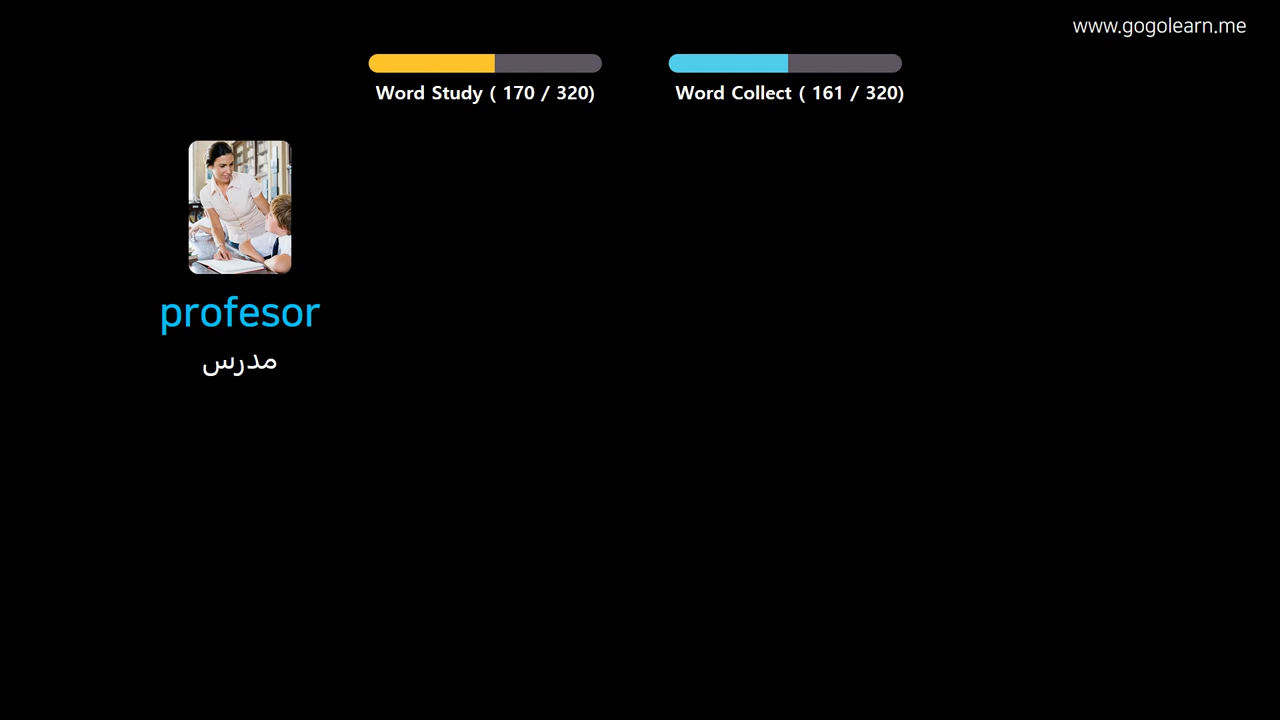 www.gogolearn.me
Word Study ( 170 / 320)
Word Collect ( 161 / 320)
profesor
مدرس